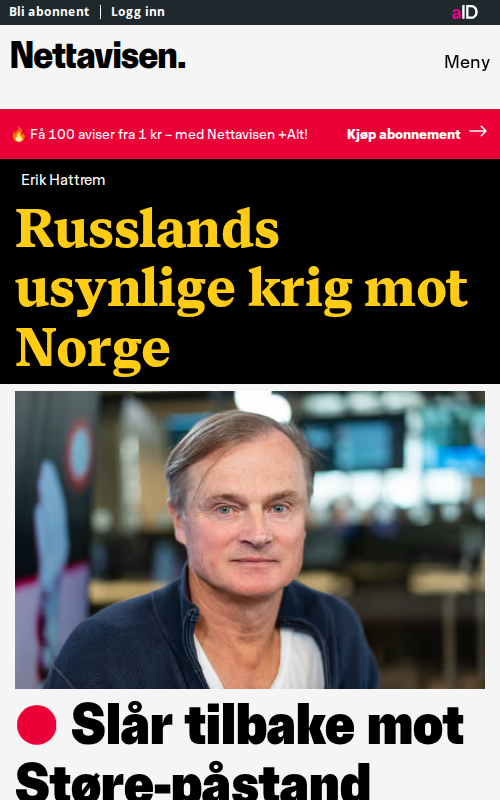 Bli abonnent | Logg inn
aID
Nettavisen.
Meny
🔥 Få 100 aviser fra 1 kr – med Nettavisen +Alt!
Kjøp abonnement →
Erik Hattrem
Russlands
usynlige krig mot
Norge
Slår tilbake mot
Støre-påstand